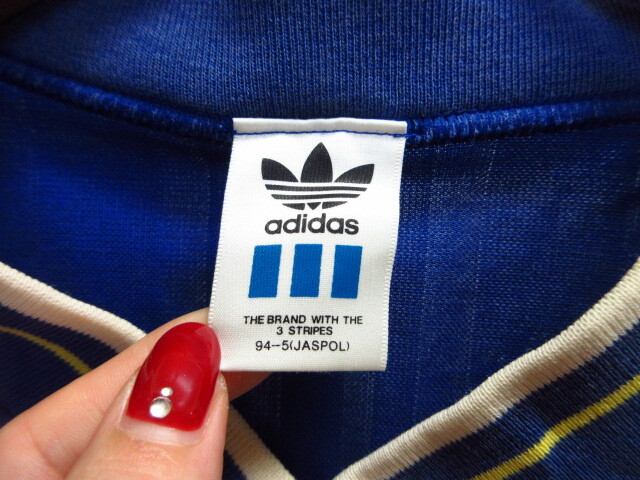 adidas
THE BRAND WITH THE
3 STRIPES
94-5(JASPOL)